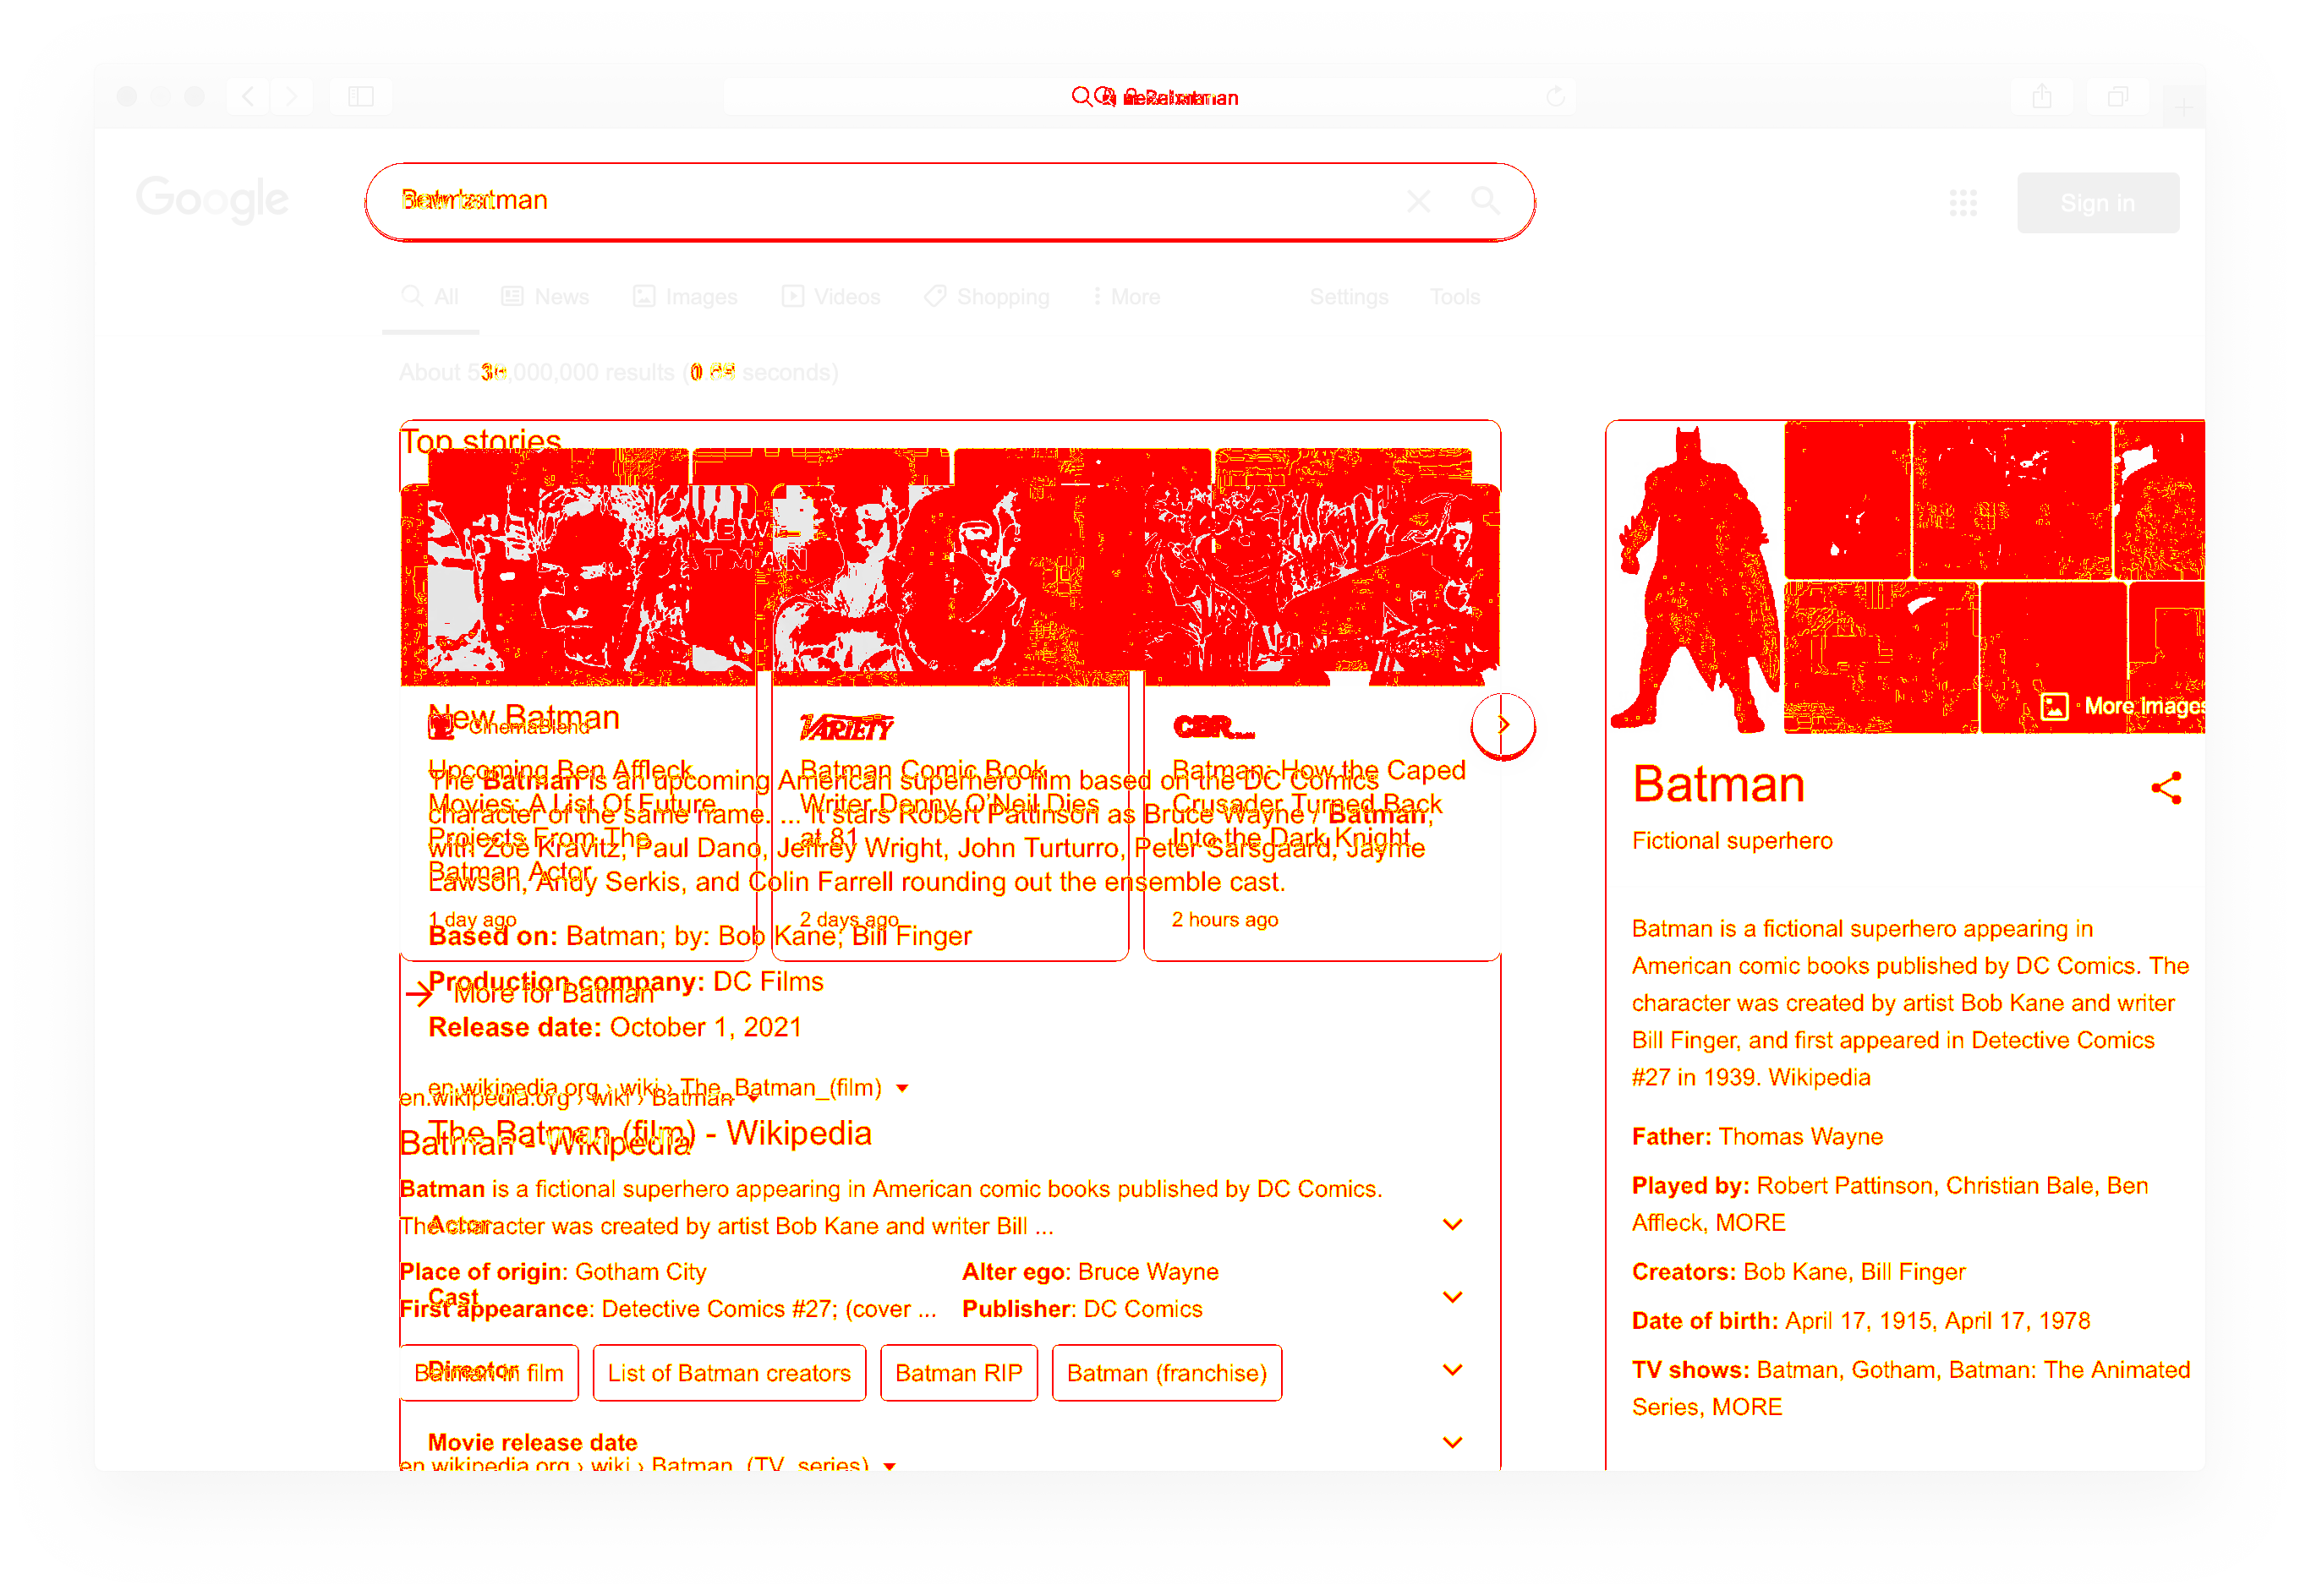 Google
Sign in
All News Images Videos Shopping More Settings Tools
About 000,000 results ( seconds)
Top stories
NEW
More Images
New Batman
CinemaBlend
VARIETY
CBR
Batman
Upcoming Ben Affleck
Movies: A List Of Future
Projects From The
Batman Actor
1 day ago
Batman Comic Book
Writer Denny O'Neil Dies
at 81
2 days ago
Batman: How the Caped
Crusader Turned Back
Into the Dark Knight
2 hours ago
The Batman is an upcoming American superhero film based on the DC Comics
character of the same name. ... It stars Robert Pattinson as Bruce Wayne / Batman,
with Zoë Kravitz, Paul Dano, Jeffrey Wright, John Turturro, Peter Sarsgaard, Jayme
Lawson, Andy Serkis, and Colin Farrell rounding out the ensemble cast.
Based on: Batman; by: Bob Kane; Bill Finger
Production company: DC Films
More for Batman
Release date: October 1, 2021
en.wikipedia.org › wiki › The_Batman_(film)
en.wikipedia.org › wiki › Batman
The Batman (film) - Wikipedia
Batman - Wikipedia
Batman is a fictional superhero appearing in American comic books published by DC Comics.
The character was created by artist Bob Kane and writer Bill ...
Actor
Place of origin: Gotham City Alter ego: Bruce Wayne
Cast
First appearance: Detective Comics #27; (cover ... Publisher: DC Comics
Director
Batman in film List of Batman creators Batman RIP Batman (franchise)
Movie release date
en.wikipedia.org › wiki › Batman_(TV_series)
Fictional superhero
Batman is a fictional superhero appearing in
American comic books published by DC Comics. The
character was created by artist Bob Kane and writer
Bill Finger, and first appeared in Detective Comics
#27 in 1939. Wikipedia
Father: Thomas Wayne
Played by: Robert Pattinson, Christian Bale, Ben
Affleck, MORE
Creators: Bob Kane, Bill Finger
Date of birth: April 17, 1915, April 17, 1978
TV shows: Batman, Gotham, Batman: The Animated
Series, MORE